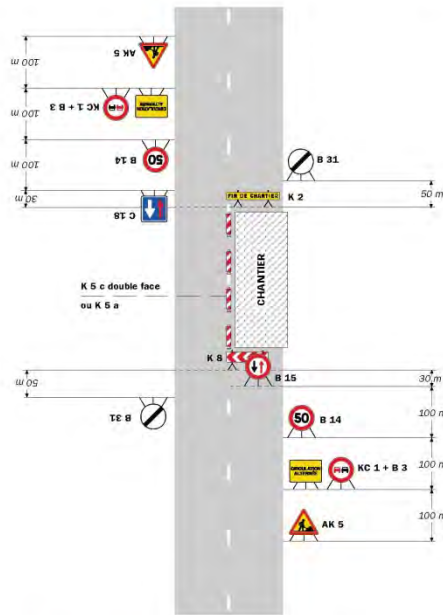 AK 5
100 m
KC 1 + B 3
CIRCULATION
ALTERNÉE
100 m
50
B 14
100 m
C 18
30 m
B 31
FIN DE CHANTIER
K 2
50 m
K 5 c double face
ou K 5 a
CHANTIER
K 8
B 15
50 m
B 31
30 m
50
B 14
100 m
CIRCULATION
ALTERNÉE
KC 1 + B 3
100 m
AK 5
100 m